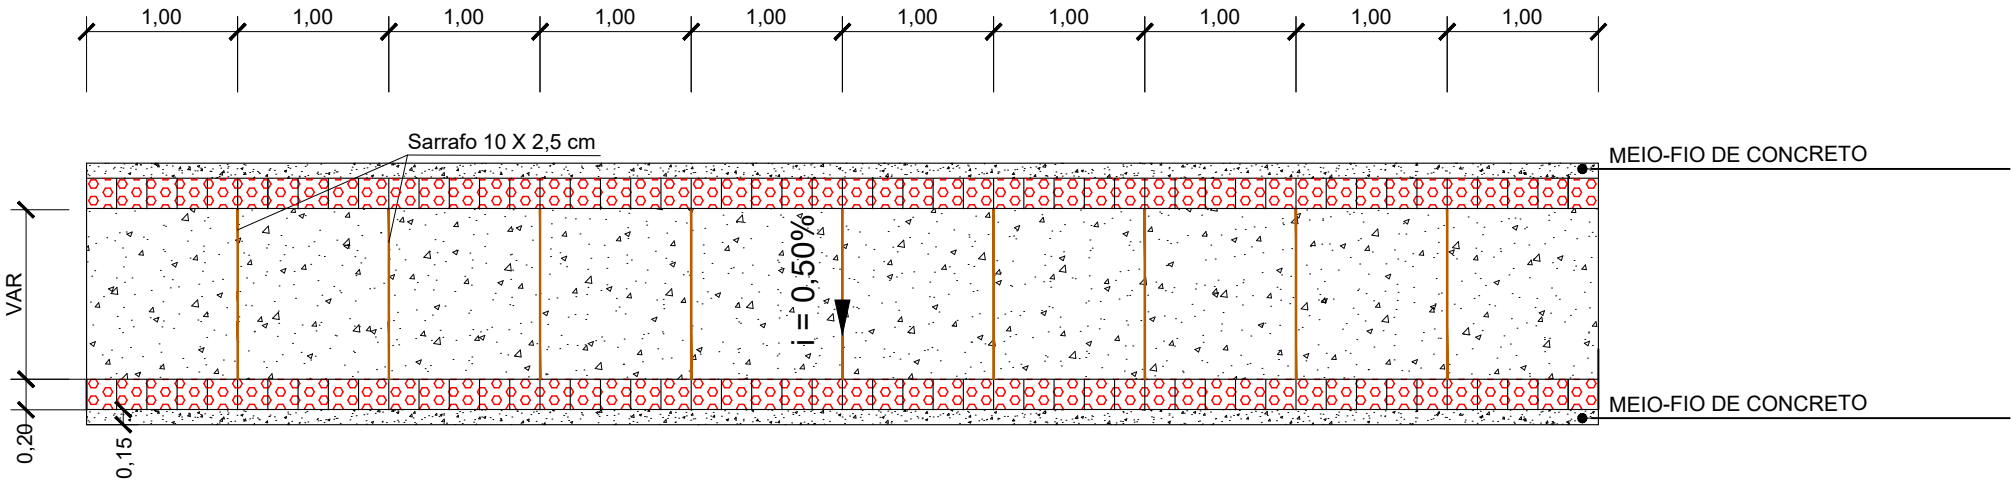 1,00 1,00 1,00 1,00 1,00 1,00 1,00 1,00 1,00 1,00
Sarrafo 10 X 2,5 cm
MEIO-FIO DE CONCRETO
i = 0,50%
VAR
MEIO-FIO DE CONCRETO
0,20
0,15